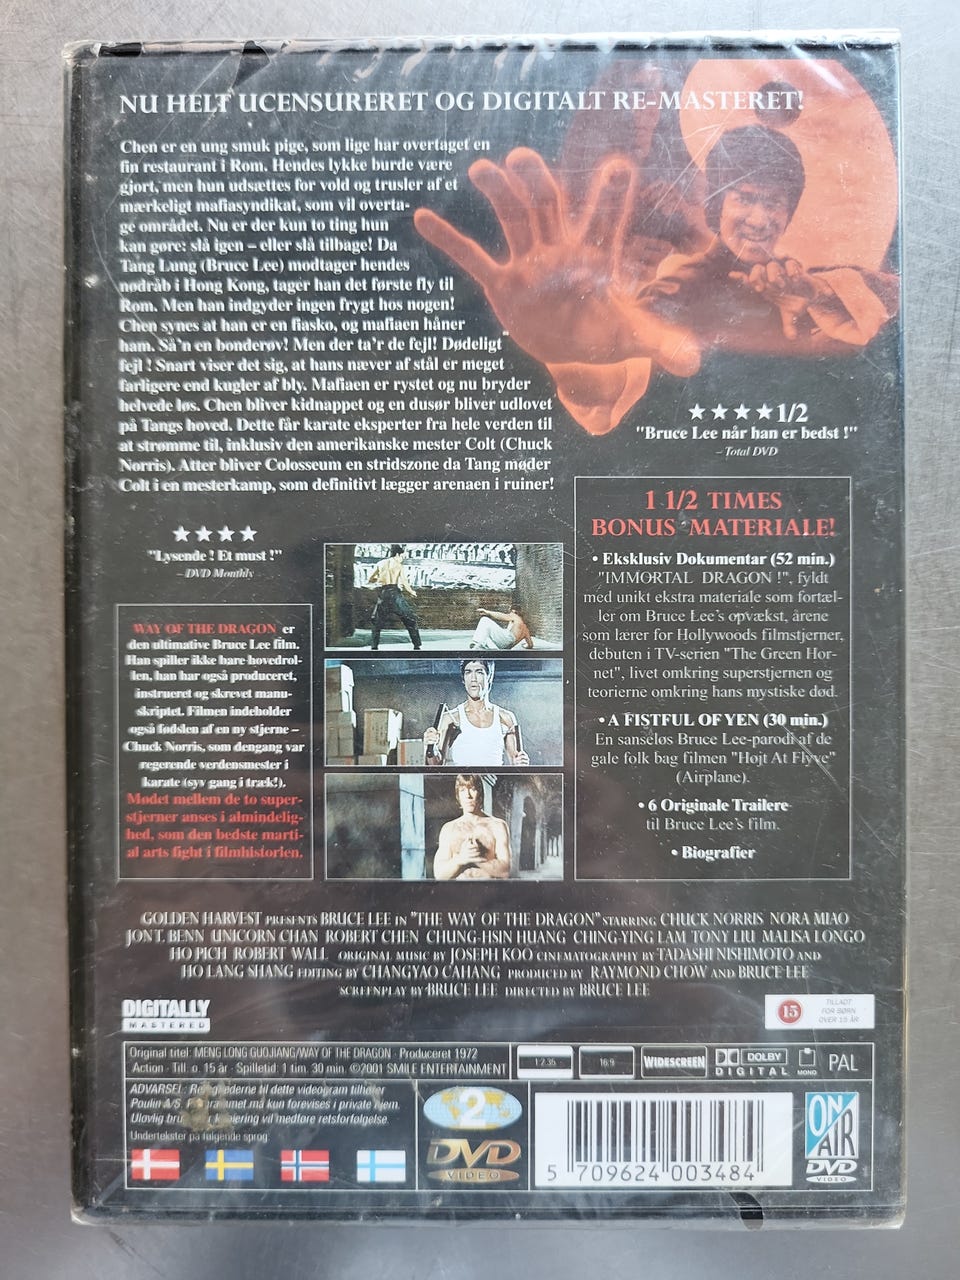 NU HELT UCENSURERET OG DIGITALT RE-MASTERET!
Chen er en ung smuk pige, som lige har overtaget en
fin restaurant i Rom. Hendes lykke burde være
gjort, men hun udsættes for vold og trusler af et
mærkeligt mafiasyndikat, som vil overta-
ge området. Nu er der kun to ting hun
kan gøre: slå igen – eller slå tilbage! Da
Tang Lung (Bruce Lee) modtager hendes
nødråb i Hong Kong, tager han det første fly til
Rom. Men han indgyder ingen frygt hos nogen!
Chen synes at han er en fiasko, og mafiaen håner
ham. Så'n en bonderøv! Men der ta'r de fejl! Dødeligt
fejl ! Snart viser det sig, at hans næver af stål er meget
farligere end kugler af bly. Mafiaen er rystet og nu bryder
helvede løs. Chen bliver kidnappet og en dusør bliver udlovet
på Tangs hoved. Dette får karate eksperter fra hele verden til
at strømme til, inklusiv den amerikanske mester Colt (Chuck
Norris). Atter bliver Colosseum en stridszone da Tang møder
Colt i en mesterkamp, som definitivt lægger arenaen i ruiner!
★★★★1/2
"Bruce Lee når han er bedst !"
– Total DVD
★★★★
"Lysende ! Et must !"
– DVD Monthly
WAY OF THE DRAGON er
den ultimative Bruce Lee film.
Han spiller ikke bare hovedrol-
len, han har også produceret,
instrueret og skrevet manu-
skriptet. Filmen indeholder
også fødslen af en ny stjerne –
Chuck Norris, som dengang var
regerende verdensmester i
karate (syv gang i træk!).
Mødet mellem de to super-
stjerner anses i almindelig-
hed, som den bedste marti-
al arts fight i filmhistorien.
1 1/2 TIMES
BONUS MATERIALE!
• Eksklusiv Dokumentar (52 min.)
"IMMORTAL DRAGON !", fyldt
med unikt ekstra materiale som fortæl-
ler om Bruce Lee's opvækst, årene
som lærer for Hollywoods filmstjerner,
debuten i TV-serien "The Green Hor-
net", livet omkring superstjernen og
teorierne omkring hans mystiske død.
• A FISTFUL OF YEN (30 min.)
En sanseløs Bruce Lee-parodi af de
gale folk bag filmen "Højt At Flyve"
(Airplane).
• 6 Originale Trailere
til Bruce Lee's film.
• Biografier
GOLDEN HARVEST PRESENTS BRUCE LEE IN "THE WAY OF THE DRAGON" STARRING CHUCK NORRIS NORA MIAO
JON T. BENN UNICORN CHAN ROBERT CHEN CHUNG-HSIN HUANG CHING-YING LAM TONY LIU MALISA LONGO
HO PICH ROBERT WALL ORIGINAL MUSIC BY JOSEPH KOO CINEMATOGRAPHY BY TADASHI NISHIMOTO AND
HO LANG SHANG EDITING BY CHANGYAO CAHANG PRODUCED BY RAYMOND CHOW AND BRUCE LEE
SCREENPLAY BY BRUCE LEE DIRECTED BY BRUCE LEE
DIGITALLY
MASTERED
15
TILLADT
FOR BØRN
OVER 15 ÅR
Original titel: MENG LONG GUOJIANG/WAY OF THE DRAGON · Produceret 1972
Action · Till. o. 15 år · Spilletid: 1 tim. 30 min. ©2001 SMILE ENTERTAINMENT
1:2.35
16:9
WIDESCREEN
DOLBY
DIGITAL
MONO
PAL
ADVARSEL: Rettighederne til dette videogram tilhører
Poulin A/S. Programmet må kun forevises i private hjem.
Ulovlig kopiering vil medføre retsforfølgelse.
Undertekster på følgende sprog:
2
DVD
VIDEO
5 709624 003484
ON
AIR
DVD
VIDEO